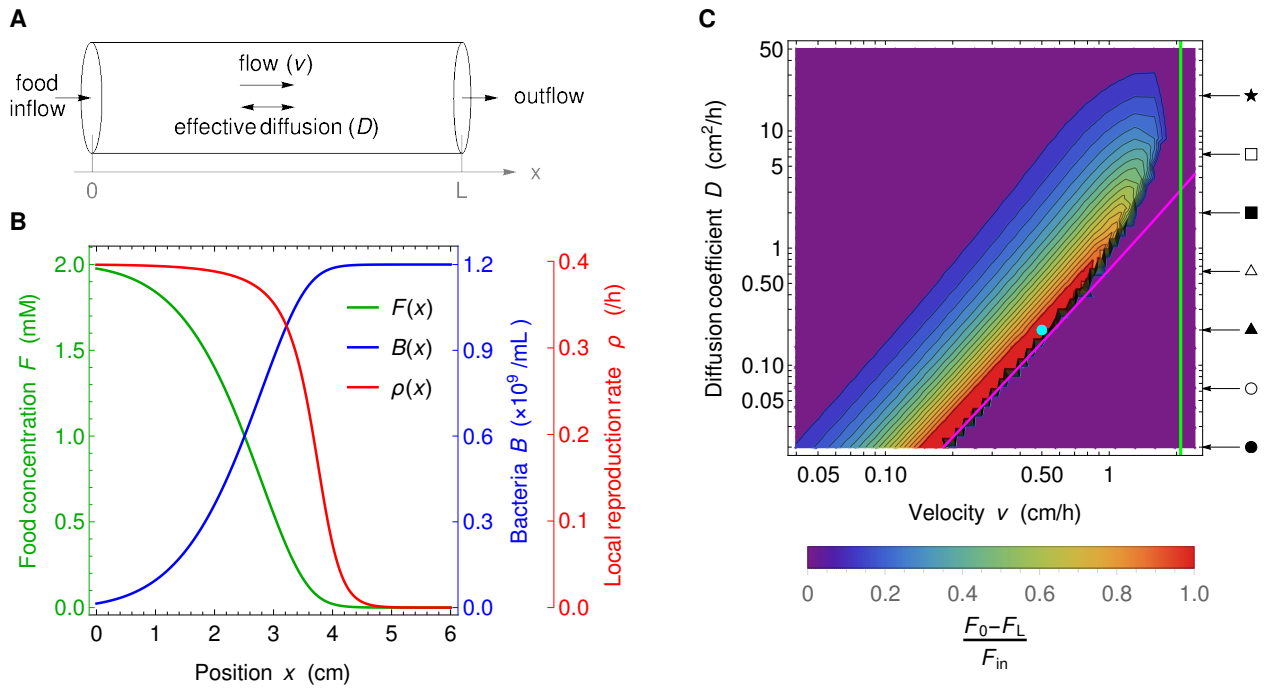 A
food
inflow
flow (v)
effective diffusion (D)
outflow
0
L
x
B
Food concentration F (mM)
2.0
1.5
1.0
0.5
0.0
0
1
2
3
4
5
6
Position x (cm)
F(x)
B(x)
ρ(x)
1.2
0.9
0.6
0.3
0.0
Bacteria B (×10⁹ /mL)
0.4
0.3
0.2
0.1
0.0
Local reproduction rate ρ (/h)
C
Diffusion coefficient D (cm²/h)
50
10
5
1
0.50
0.10
0.05
0.05
0.10
0.50
1
Velocity v (cm/h)
0
0.2
0.4
0.6
0.8
1.0
F₀−F_L
F_in